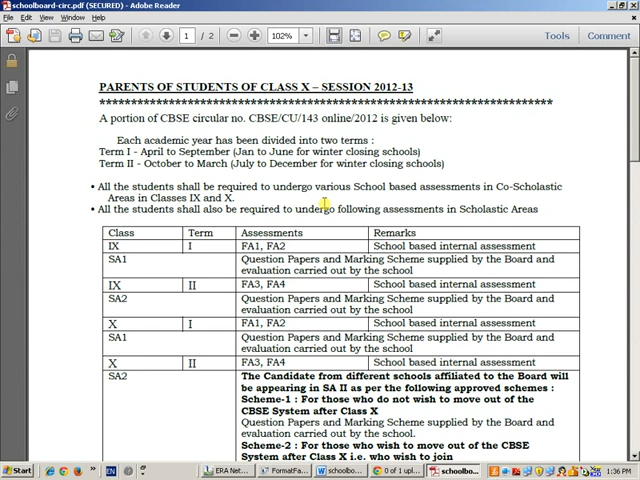 schoolboard-circ.pdf (SECURED) - Adobe Reader
File Edit View Window Help
1 / 2 102% Tools Comment
PARENTS OF STUDENTS OF CLASS X – SESSION 2012-13
************************************************************************
A portion of CBSE circular no. CBSE/CU/143 online/2012 is given below:
Each academic year has been divided into two terms :
Term I - April to September (Jan to June for winter closing schools)
Term II - October to March (July to December for winter closing schools)
• All the students shall be required to undergo various School based assessments in Co-Scholastic
Areas in Classes IX and X.
• All the students shall also be required to undergo following assessments in Scholastic Areas
Class Term Assessments Remarks
IX I FA1, FA2 School based internal assessment
SA1 Question Papers and Marking Scheme supplied by the Board and
evaluation carried out by the school
IX II FA3, FA4 School based internal assessment
SA2 Question Papers and Marking Scheme supplied by the Board and
evaluation carried out by the school
X I FA1, FA2 School based internal assessment
SA1 Question Papers and Marking Scheme supplied by the Board and
evaluation carried out by the school
X II FA3, FA4 School based internal assessment
SA2 The Candidate from different schools affiliated to the Board will
be appearing in SA II as per the following approved schemes :
Scheme-1 : For those who do not wish to move out of the
CBSE System after Class X
Question Papers and Marking Scheme supplied by the Board and
evaluation carried out by the school.
Scheme-2 : For those who wish to move out of the CBSE
System after Class X i.e. who wish to join
Start EN ERA Net... FormatFa... schoolbo... 0 of 1 upl... schoolbo... 1:36 PM